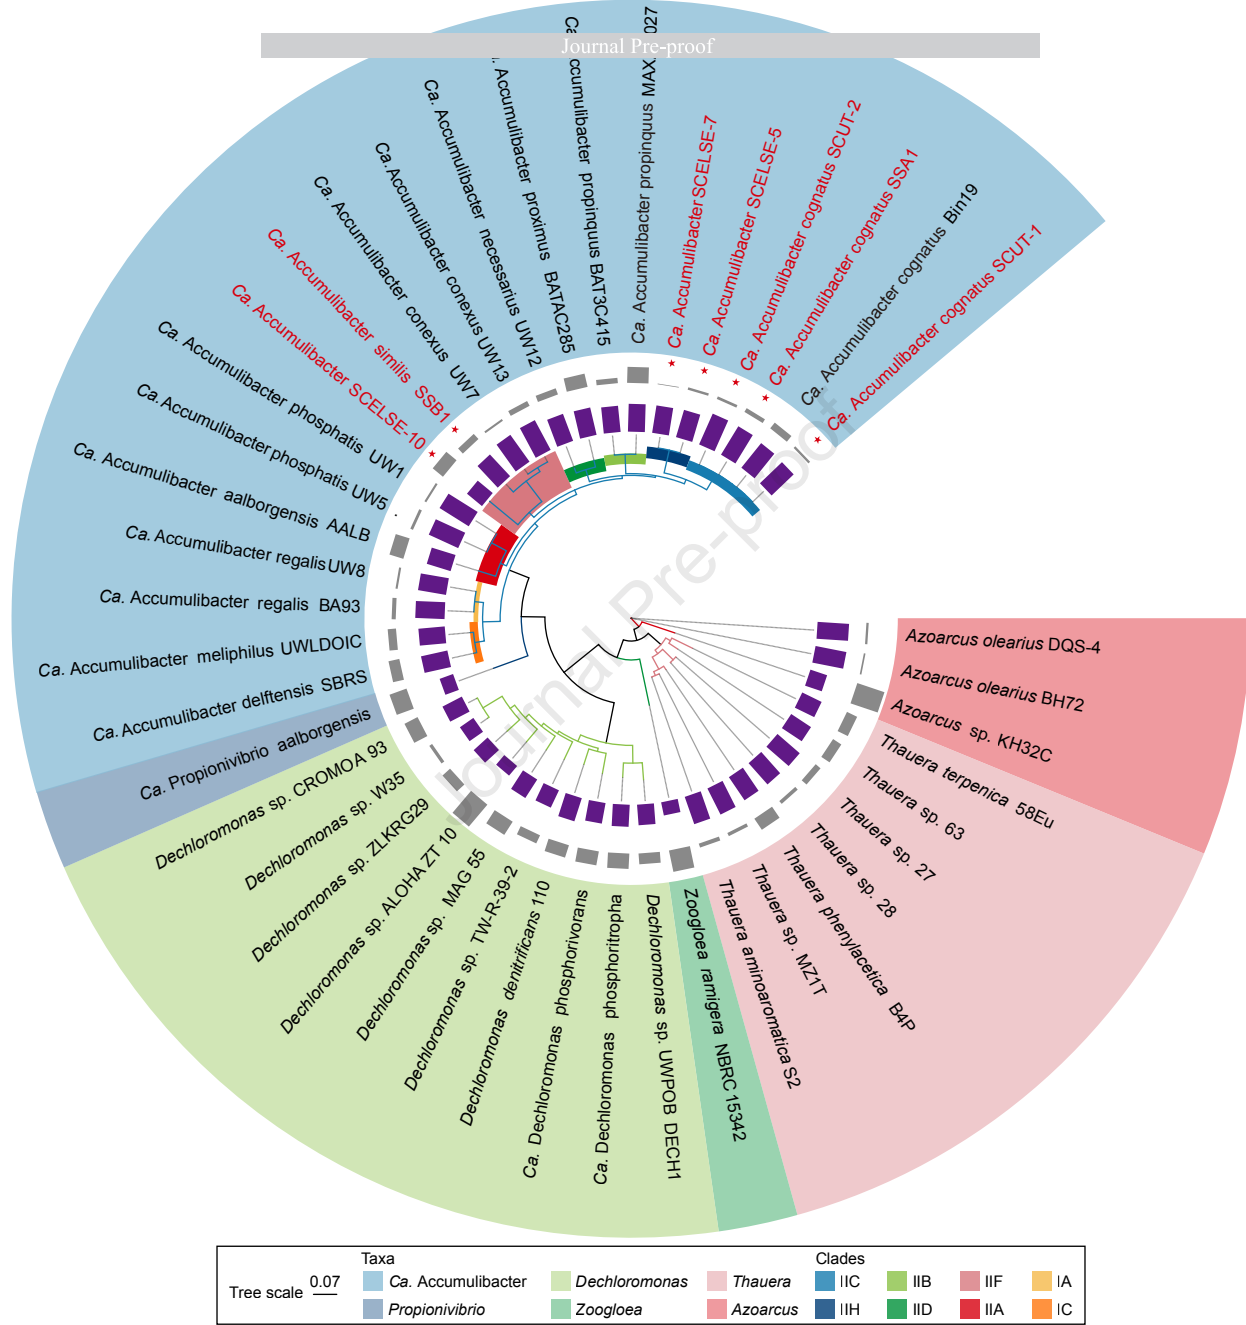 Journal Pre-proof
Ca. Accumulibacter cognatus SCUT-1
Ca. Accumulibacter cognatus Bin19
Ca. Accumulibacter cognatus SSA1
Ca. Accumulibacter cognatus SCUT-2
Ca. Accumulibacter SCELSE-5
Ca. Accumulibacter SCELSE-7
Ca. Accumulibacter propinquus MAX 027
Ca ccumulibacter propinquus BAT3C415
Accumulibacter proximus BATAC285
Ca. Accumulibacter necessarius UW12
Ca. Accumulibacter conexus UW13
Ca. Accumulibacter conexus UW7
Ca. Accumulibacter similis SSB1
Ca. Accumulibacter SCELSE-10
Ca. Accumulibacter phosphatis UW1
Ca. Accumulibacter phosphatis UW5
Ca. Accumulibacter aalborgensis AALB
Ca. Accumulibacter regalis UW8
Ca. Accumulibacter regalis BA93
Ca. Accumulibacter meliphilus UWLDOIC
Ca. Accumulibacter delftensis SBRS
Ca. Propionivibrio aalborgensis
Dechloromonas sp. CROMOA 93
Dechloromonas sp. W35
Dechloromonas sp. ZLKRG29
Dechloromonas sp. ALOHA ZT 10
Dechloromonas sp. MAG 55
Dechloromonas sp. TW-R-39-2
Dechloromonas denitrificans 110
Ca. Dechloromonas phosphorivorans
Ca. Dechloromonas phosphoritropha
Dechloromonas sp. UWPOB DECH1
Zoogloea ramigera NBRC 15342
Thauera aminoaromatica S2
Thauera sp. MZ1T
Thauera phenylacetica B4P
Thauera sp. 28
Thauera sp. 27
Thauera sp. 63
Thauera terpenica 58Eu
Azoarcus sp. KH32C
Azoarcus olearius BH72
Azoarcus olearius DQS-4
Journal Pre-proof
Tree scale 0.07
Taxa
Ca. Accumulibacter Dechloromonas Thauera
Propionivibrio Zoogloea Azoarcus
Clades
IIC IIB IIF IA
IIH IID IIA IC